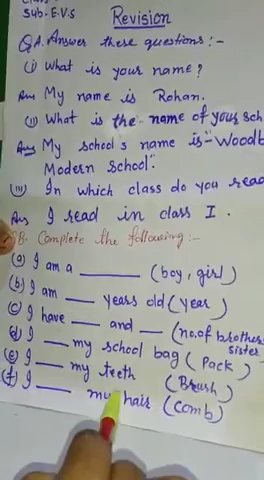 Sub-E.V.S
Revision
Q A. Answer these questions:-
(i) What is your name?
Ans My name is Rohan.
(ii) What is the name of your
Ans My school's name is-"
Modern School".
(iii) In which class do you read
Ans I read in class I.
B. Complete the following:-
(a) I am a ______ (boy, girl)
(b) I am ___ years old (year)
(c) I have ___ and ___ (no.of brother
sister
(d) I ___ my school bag (Pack)
(e) I ___ my teeth (Brush)
(f) I ___ my hair (Comb)